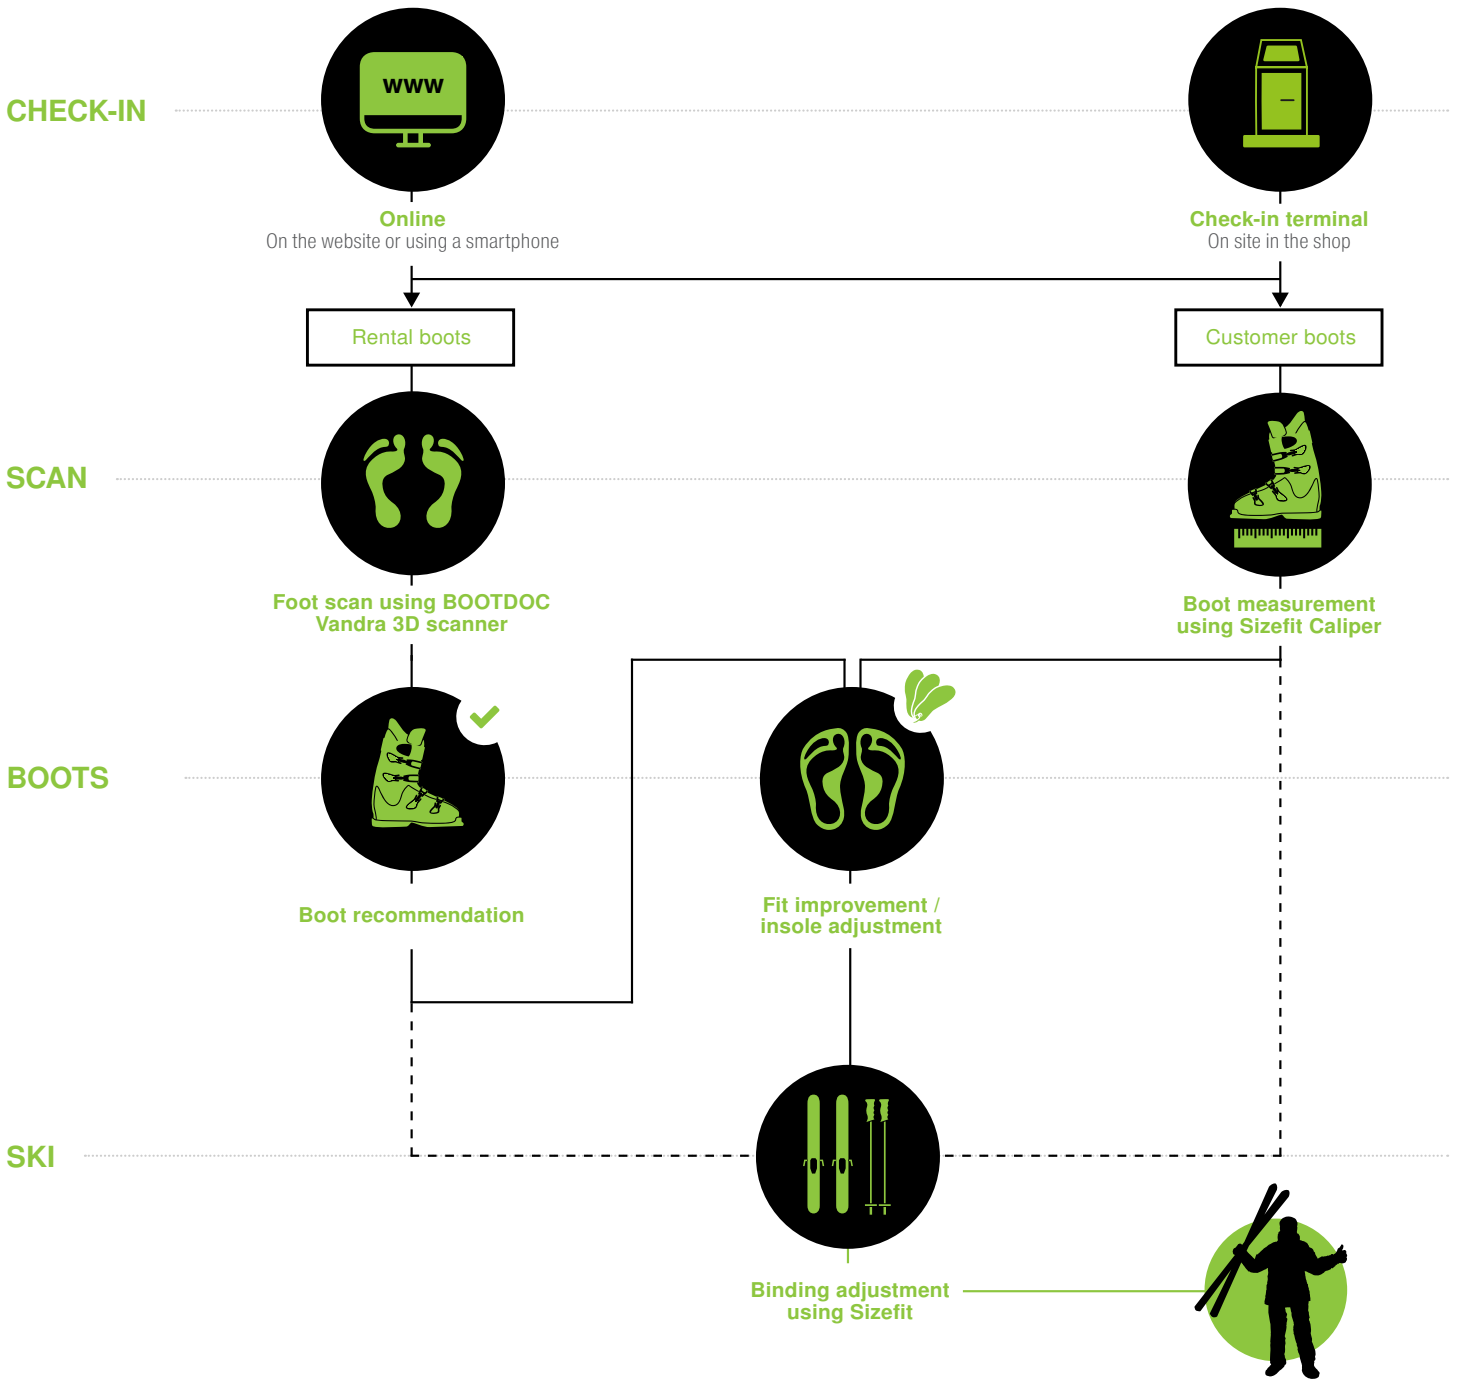 CHECK-IN
www
Online
On the website or using a smartphone
Check-in terminal
On site in the shop
Rental boots
Customer boots
SCAN
Foot scan using BOOTDOC
Vandra 3D scanner
Boot measurement
using Sizefit Caliper
BOOTS
Boot recommendation
Fit improvement /
insole adjustment
SKI
Binding adjustment
using Sizefit